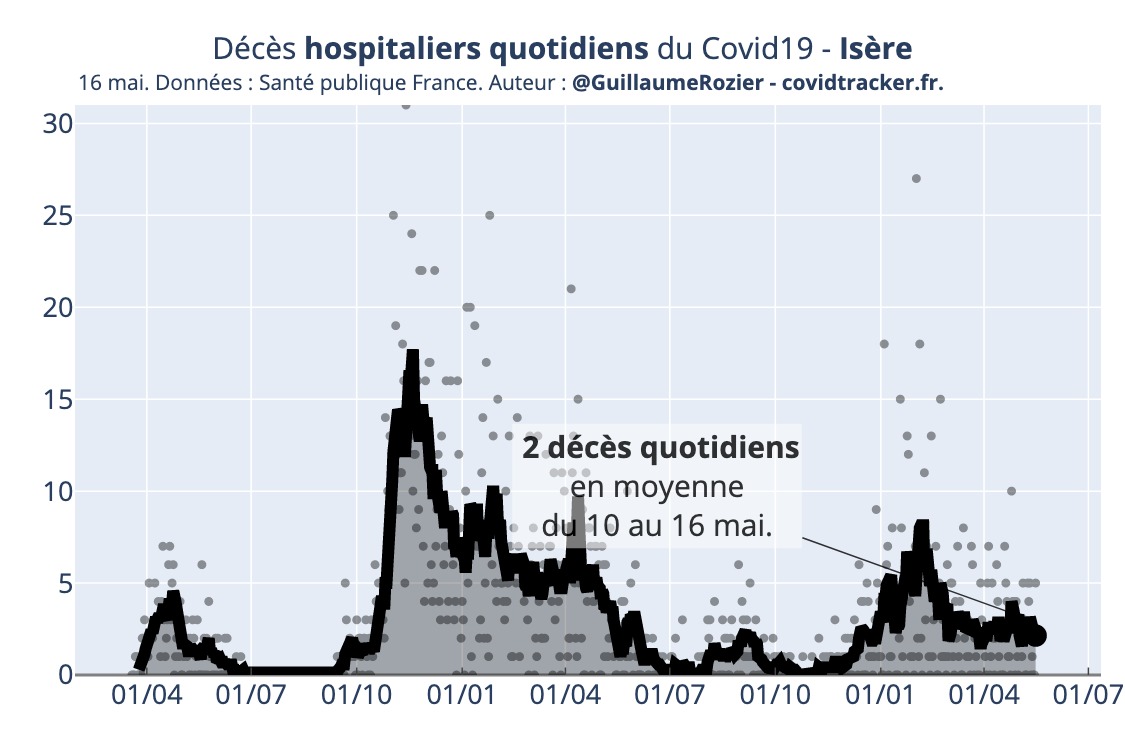 Décès hospitaliers quotidiens du Covid19 - Isère
16 mai. Données : Santé publique France. Auteur : @GuillaumeRozier - covidtracker.fr.
30
25
20
15
10
5
0
2 décès quotidiens
en moyenne
du 10 au 16 mai.
01/04 01/07 01/10 01/01 01/04 01/07 01/10 01/01 01/04 01/07